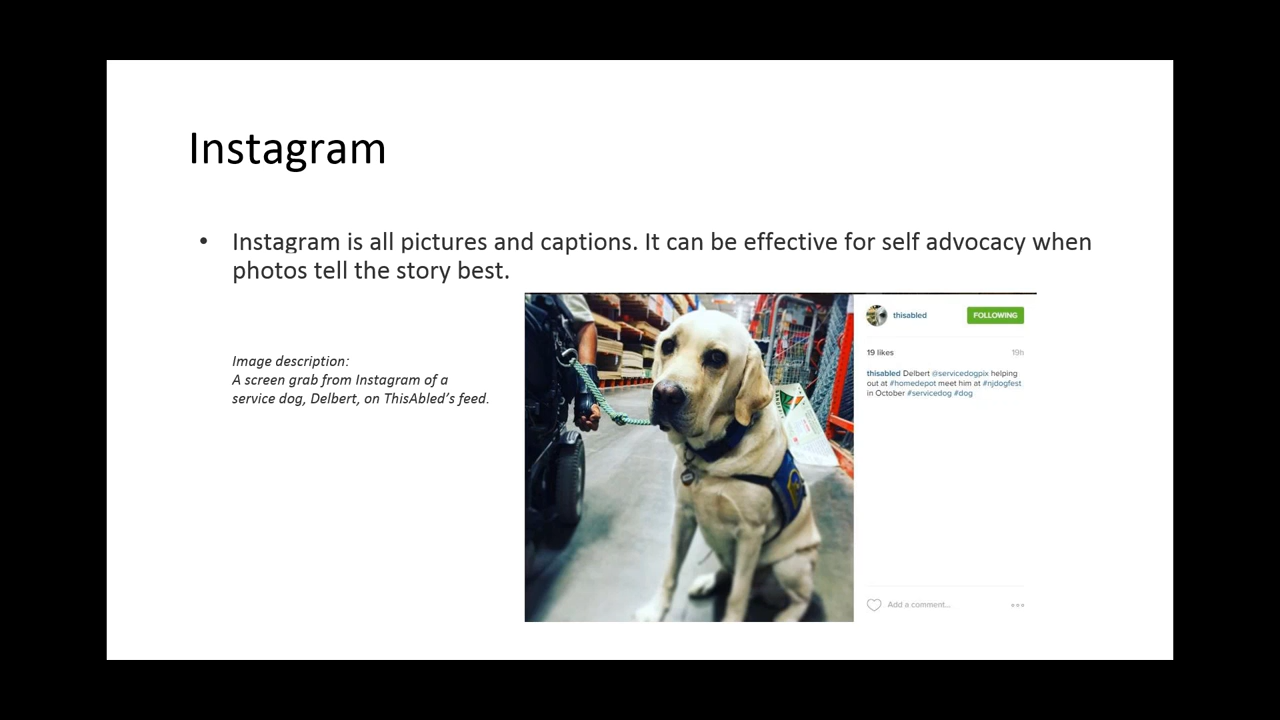 Instagram
• Instagram is all pictures and captions. It can be effective for self advocacy when
photos tell the story best.
Image description:
A screen grab from Instagram of a
service dog, Delbert, on ThisAbled's feed.
thisabled
FOLLOWING
19 likes
19h
thisabled Delbert @servicedogpix helping
out at #homedepot meet him at #njdogfest
in October #servicedog #dog
Add a comment...